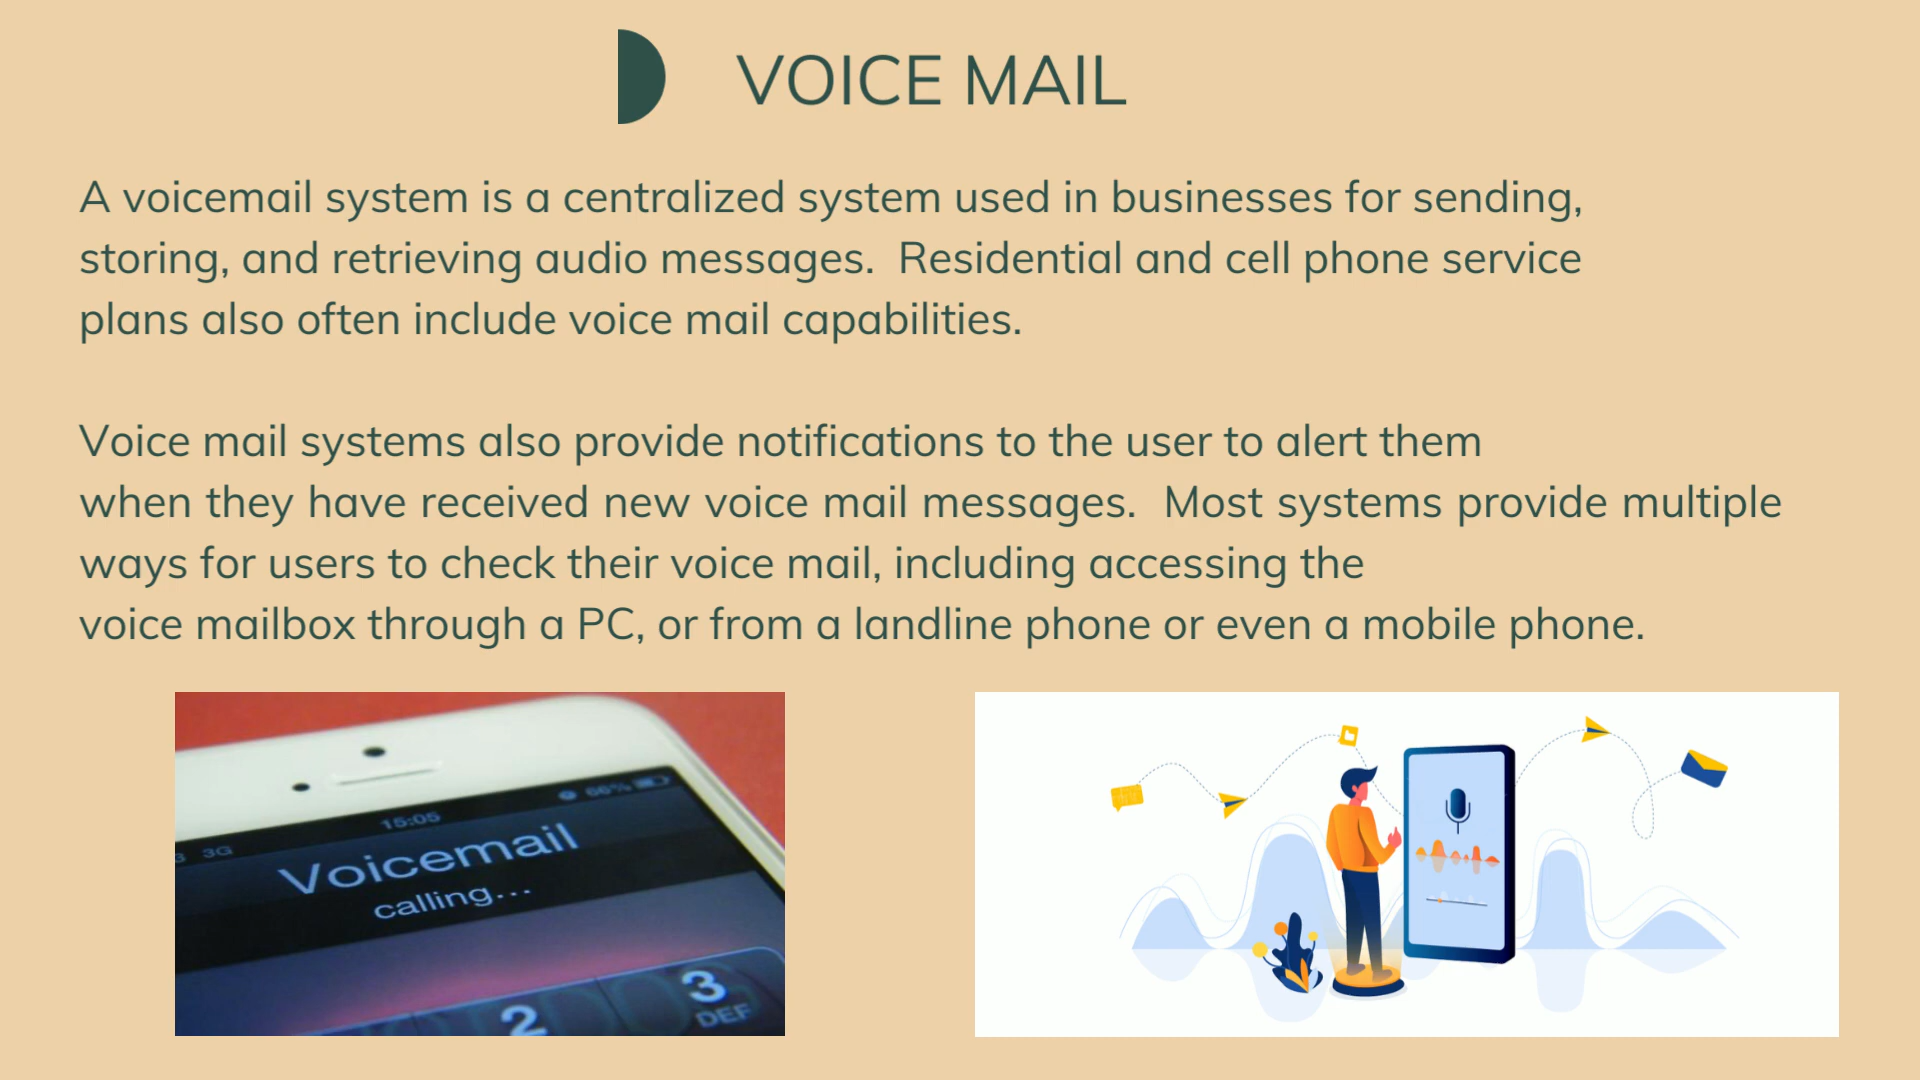 VOICE MAIL
A voicemail system is a centralized system used in businesses for sending,
storing, and retrieving audio messages.  Residential and cell phone service
plans also often include voice mail capabilities.
Voice mail systems also provide notifications to the user to alert them
when they have received new voice mail messages.  Most systems provide multiple
ways for users to check their voice mail, including accessing the
voice mailbox through a PC, or from a landline phone or even a mobile phone.
15:05
66%
3G
Voicemail
calling...
2
3
DEF